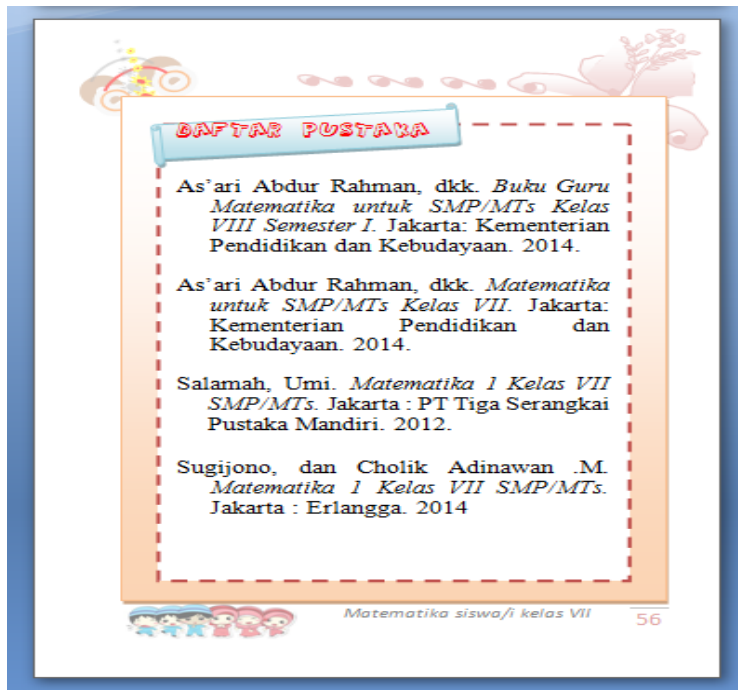 DAFTAR PUSTAKA
As'ari Abdur Rahman, dkk. Buku Guru
Matematika untuk SMP/MTs Kelas
VIII Semester I. Jakarta: Kementerian
Pendidikan dan Kebudayaan. 2014.
As'ari Abdur Rahman, dkk. Matematika
untuk SMP/MTs Kelas VII. Jakarta:
Kementerian Pendidikan dan
Kebudayaan. 2014.
Salamah, Umi. Matematika 1 Kelas VII
SMP/MTs. Jakarta : PT Tiga Serangkai
Pustaka Mandiri. 2012.
Sugijono, dan Cholik Adinawan .M.
Matematika 1 Kelas VII SMP/MTs.
Jakarta : Erlangga. 2014
Matematika siswa/i kelas VII 56